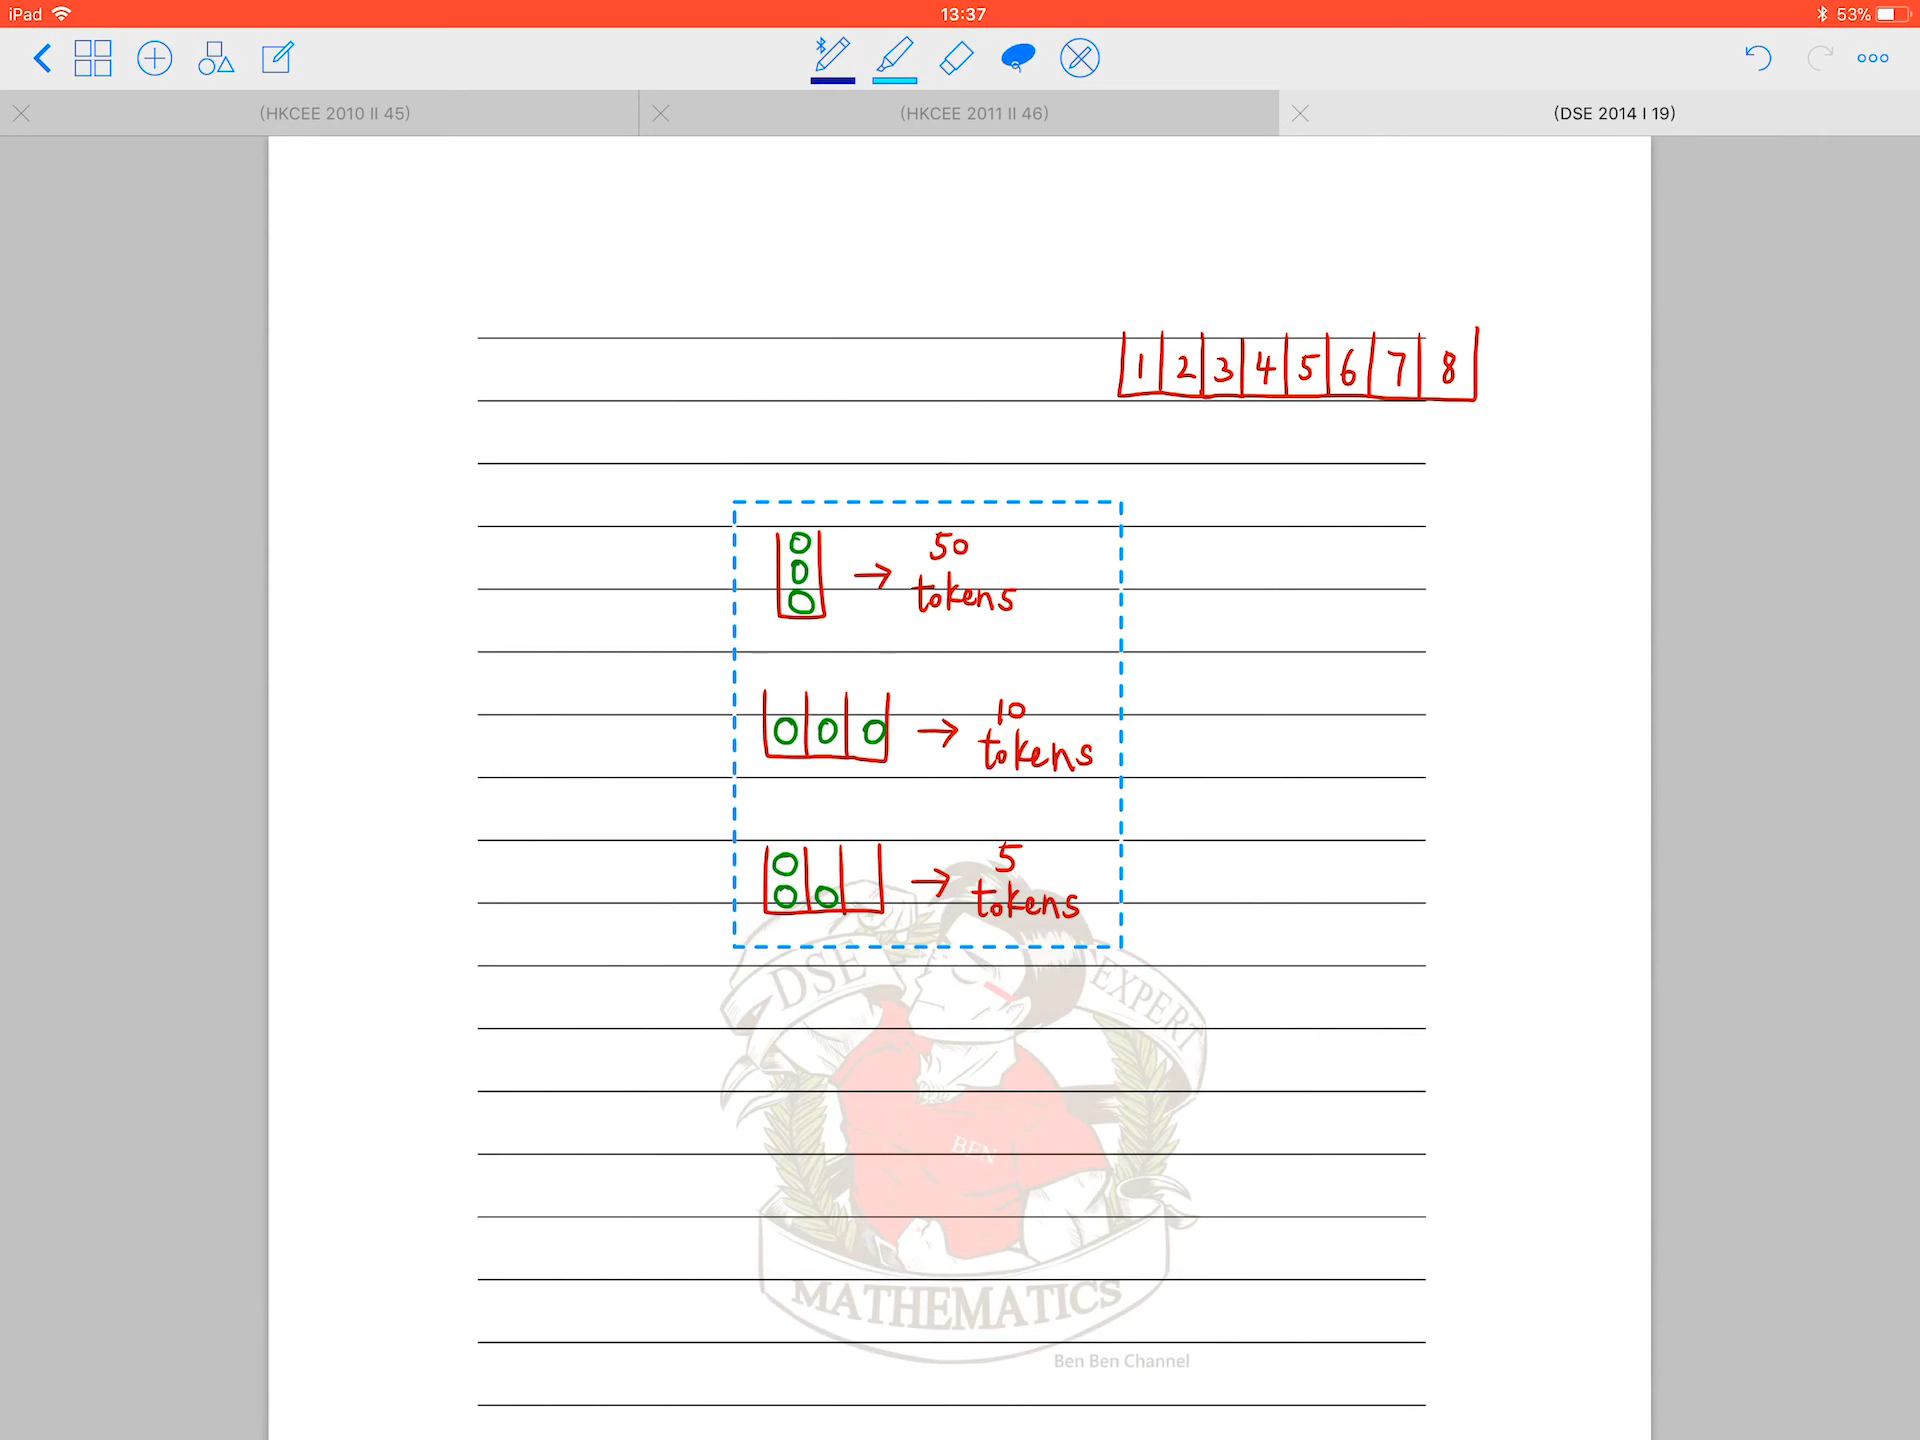 iPad 13:37 53%
(HKCEE 2010 II 45) (HKCEE 2011 II 46) (DSE 2014 I 19)
1 2 3 4 5 6 7 8
→ 50
tokens
→ 10
tokens
→ 5
tokens
DSE EXPERT
BEN
MATHEMATICS
Ben Ben Channel